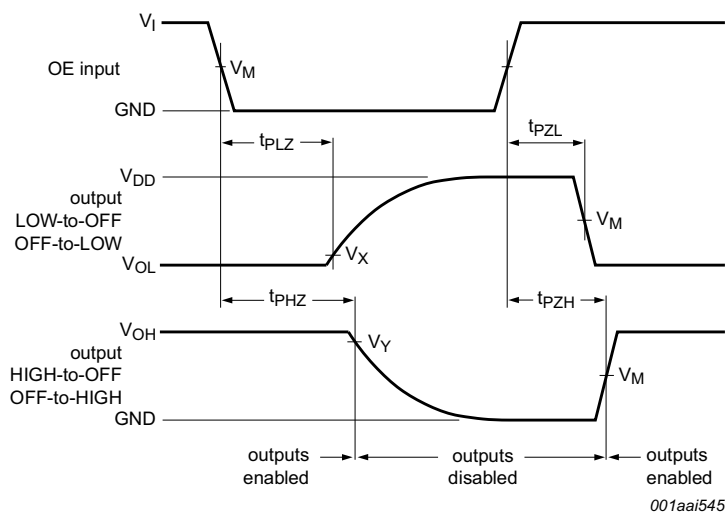 VI
OE input
VM
GND
tPLZ
tPZL
VDD
output
LOW-to-OFF
OFF-to-LOW
VM
VOL
VX
tPHZ
tPZH
VOH
output
HIGH-to-OFF
OFF-to-HIGH
VY
VM
GND
outputs
enabled
outputs
disabled
outputs
enabled
001aai545